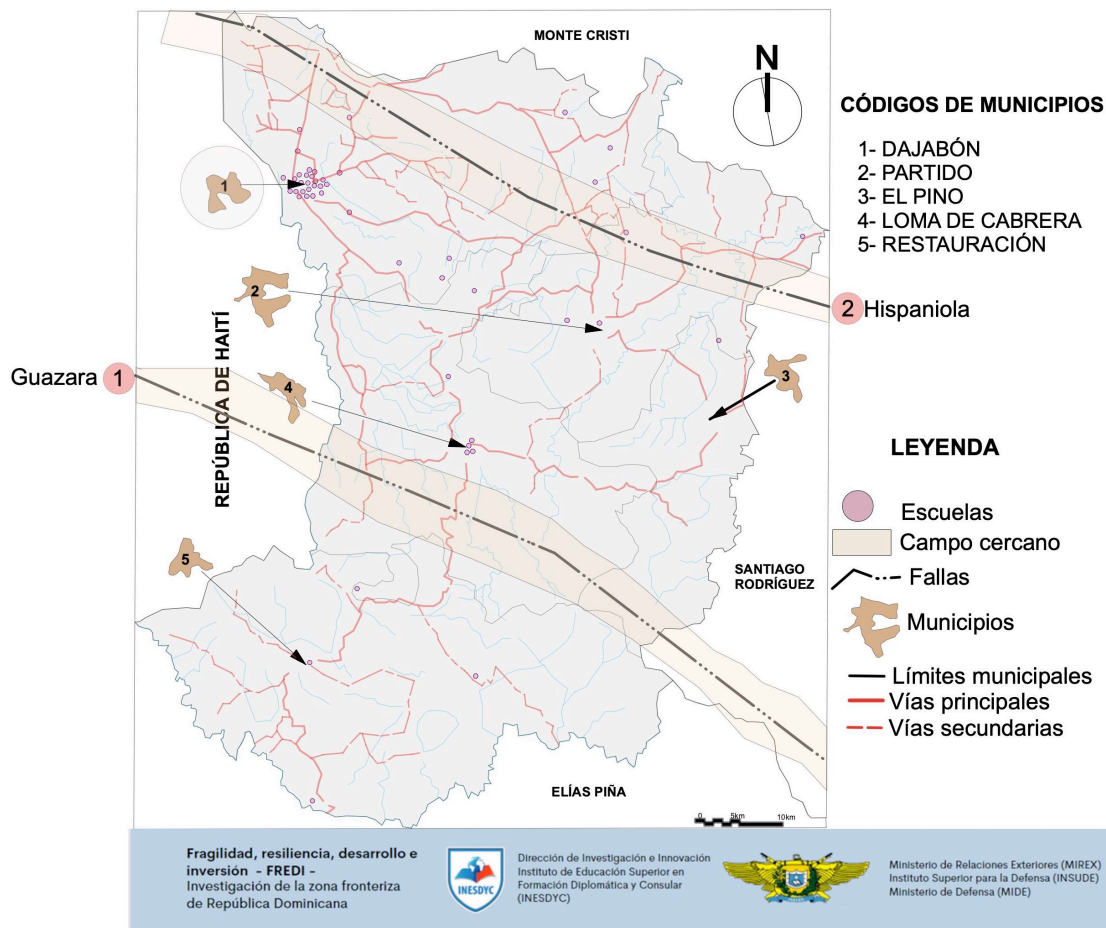 MONTE CRISTI
N
CÓDIGOS DE MUNICIPIOS
1- DAJABÓN
2- PARTIDO
3- EL PINO
4- LOMA DE CABRERA
5- RESTAURACIÓN
1
2
2 Hispaniola
REPÚBLICA DE HAITÍ
Guazara 1
4
3
LEYENDA
Escuelas
Campo cercano
5
SANTIAGO
RODRÍGUEZ
Fallas
Municipios
Límites municipales
Vías principales
Vías secundarias
ELÍAS PIÑA
0 5km 10km
Fragilidad, resiliencia, desarrollo e
inversión - FREDI -
Investigación de la zona fronteriza
de República Dominicana
INESDYC
Dirección de Investigación e Innovación
Instituto de Educación Superior en
Formación Diplomática y Consular
(INESDYC)
Ministerio de Relaciones Exteriores (MIREX)
Instituto Superior para la Defensa (INSUDE)
Ministerio de Defensa (MIDE)